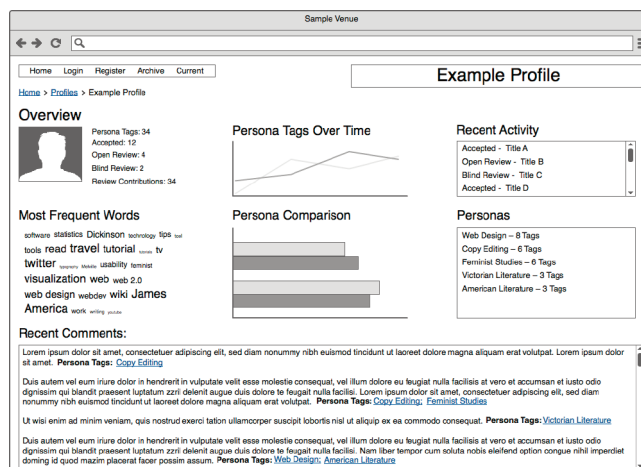 Sample Venue
Home Login Register Archive Current
Example Profile
Home > Profiles > Example Profile
Overview
Persona Tags: 34
Accepted: 12
Open Review: 4
Blind Review: 2
Review Contributions: 34
Persona Tags Over Time
Recent Activity
Accepted - Title A
Open Review - Title B
Blind Review - Title C
Accepted - Title D
Most Frequent Words
software statistics Dickinson technology tips
tools read travel tutorial tv
twitter usability feminist
visualization web web 2.0
web design webdev wiki James
America work writing youtube
Persona Comparison
Personas
Web Design – 8 Tags
Copy Editing – 6 Tags
Feminist Studies – 6 Tags
Victorian Literature – 3 Tags
American Literature – 3 Tags
Recent Comments:
Lorem ipsum dolor sit amet, consectetuer adipiscing elit, sed diam nonummy nibh euismod tincidunt ut laoreet dolore magna aliquam erat volutpat. Lorem ipsum dolor
sit amet. Persona Tags: Copy Editing
Duis autem vel eum iriure dolor in hendrerit in vulputate velit esse molestie consequat, vel illum dolore eu feugiat nulla facilisis at vero et accumsan et iusto odio
dignissim qui blandit praesent luptatum zzril delenit augue duis dolore te feugait nulla facilisi. Lorem ipsum dolor sit amet, consectetuer adipiscing elit, sed diam
nonummy nibh euismod tincidunt ut laoreet dolore magna aliquam erat volutpat. Persona Tags: Copy Editing; Feminist Studies
Ut wisi enim ad minim veniam, quis nostrud exerci tation ullamcorper suscipit lobortis nisl ut aliquip ex ea commodo consequat. Persona Tags: Victorian Literature
Duis autem vel eum iriure dolor in hendrerit in vulputate velit esse molestie consequat, vel illum dolore eu feugiat nulla facilisis at vero et accumsan et iusto odio
dignissim qui blandit praesent luptatum zzril delenit augue duis dolore te feugait nulla facilisi. Nam liber tempor cum soluta nobis eleifend option congue nihil imperdiet
doming id quod mazim placerat facer possim assum. Persona Tags: Web Design; American Literature